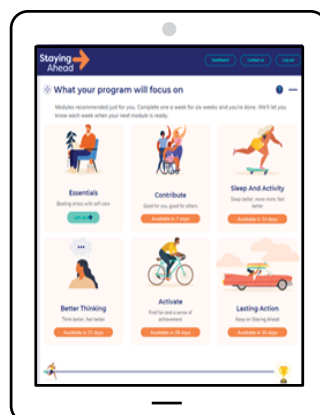 Staying
Ahead
Dashboard Contact us Log out
What your program will focus on
Modules recommended just for you. Complete one a week for six weeks and you're done. We'll let you
know each week when your next module is ready.
Essentials
Beating stress with self-care
Let's Go
Contribute
Good for you, good for others
Available in 7 days
Sleep And Activity
Sleep better, move more, feel
better
Available in 14 days
Better Thinking
Think better, feel better
Available in 21 days
Activate
Find fun and a sense of
achievement
Available in 28 days
Lasting Action
Keep on Staying Ahead
Available in 35 days